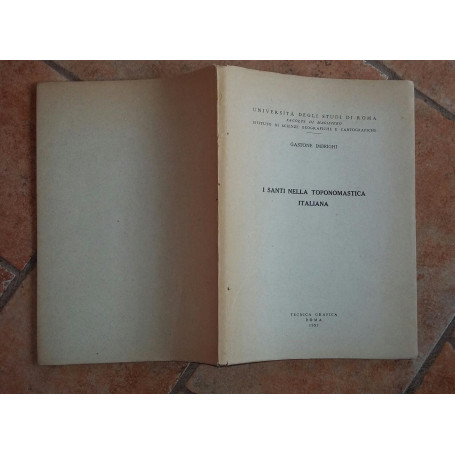 UNIVERSITÀ DEGLI STUDI DI ROMA
FACOLTÀ DI MAGISTERO
ISTITUTO DI SCIENZE GEOGRAFICHE E CARTOGRAFICHE
GASTONE IMBRIGHI
I SANTI NELLA TOPONOMASTICA
ITALIANA
TECNICA GRAFICA
ROMA
1957